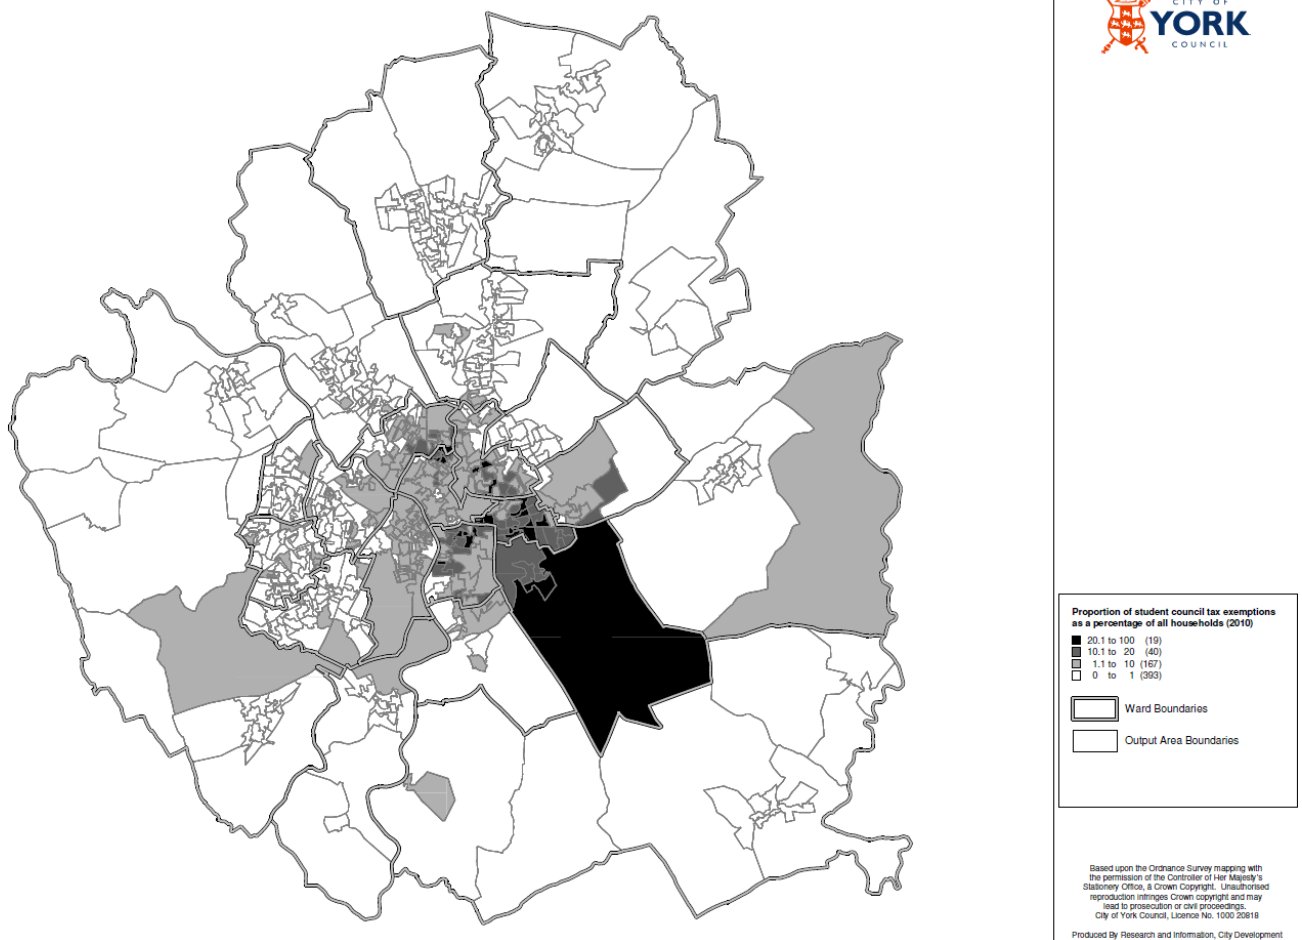 CITY OF
YORK
COUNCIL
Proportion of student council tax exemptions
as a percentage of all households (2010)
20.1 to 100 (19)
10.1 to 20 (40)
1.1 to 10 (167)
0 to 1 (393)
Ward Boundaries
Output Area Boundaries
Based upon the Ordnance Survey mapping with
the permission of the Controller of Her Majesty's
Stationery Office, â Crown Copyright. Unauthorised
reproduction infringes Crown copyright and may
lead to prosecution or civil proceedings.
City of York Council, Licence No. 1000 20818
Produced By Research and Information, City Development